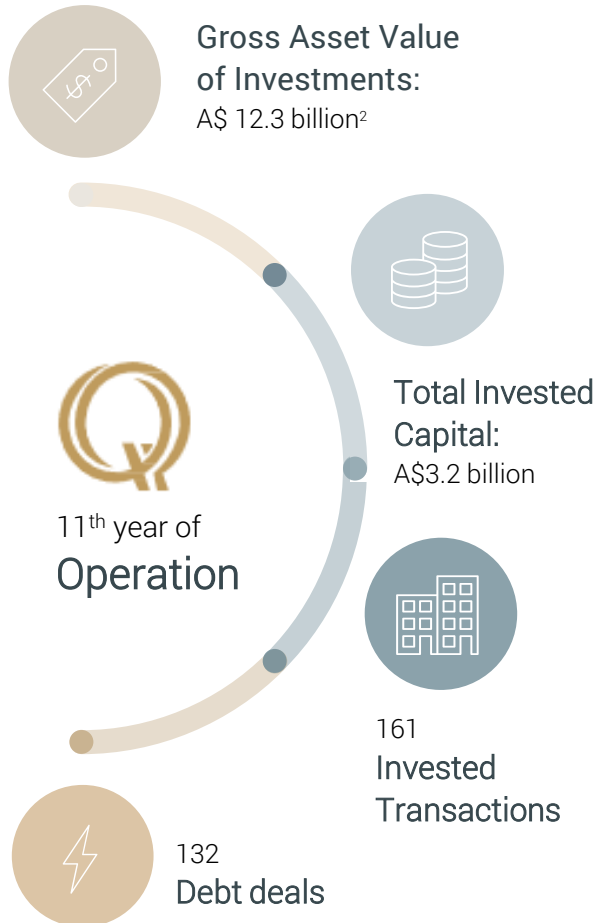 Gross Asset Value
of Investments:
A$ 12.3 billion²
Total Invested
Capital:
A$3.2 billion
11th year of
Operation
161
Invested
Transactions
132
Debt deals